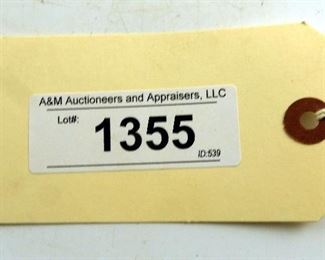 A&M Auctioneers and Appraisers, LLC
Lot#: 1355
ID:539